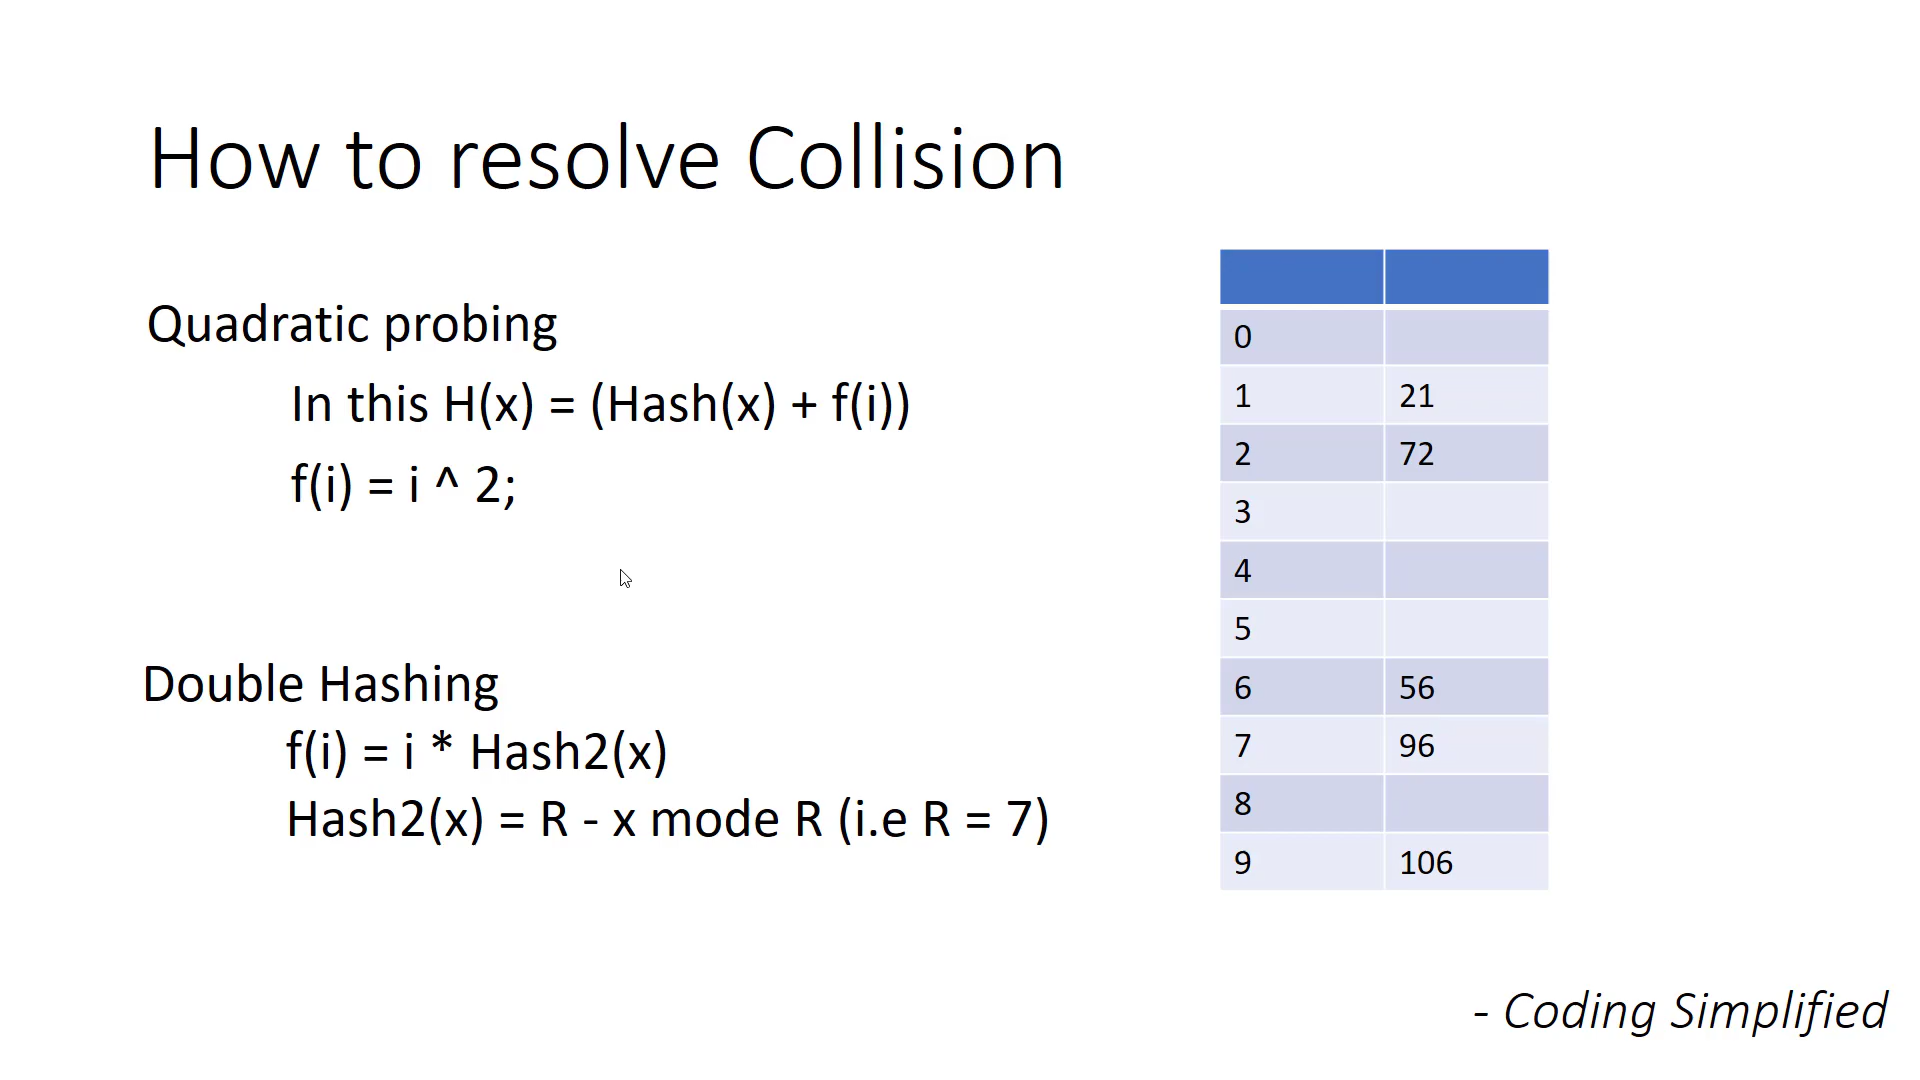 How to resolve Collision
Quadratic probing
In this H(x) = (Hash(x) + f(i))
f(i) = i ^ 2;
Double Hashing
f(i) = i * Hash2(x)
Hash2(x) = R - x mode R (i.e R = 7)
0
1 21
2 72
3
4
5
6 56
7 96
8
9 106
- Coding Simplified